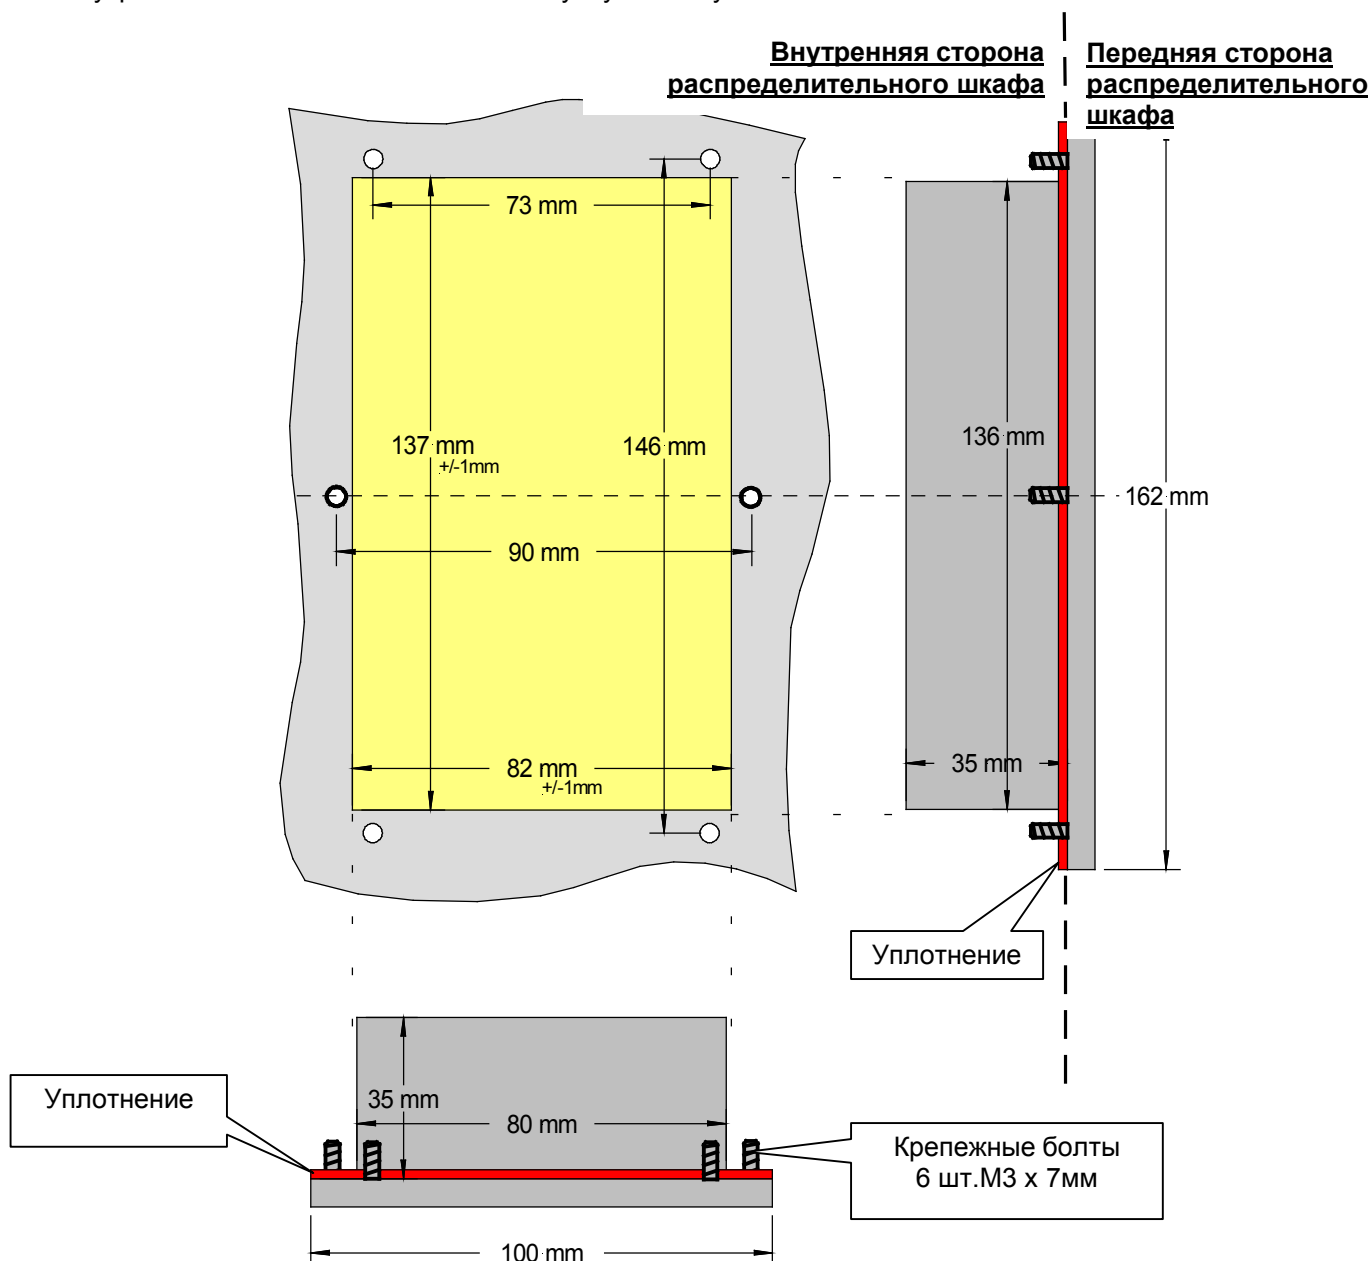 Внутренняя сторона
распределительного шкафа
Передняя сторона
распределительного
шкафа
73 mm
137 mm
+/-1mm
146 mm
136 mm
162 mm
90 mm
82 mm
+/-1mm
35 mm
Уплотнение
Уплотнение
35 mm
80 mm
Крепежные болты
6 шт.М3 x 7мм
100 mm